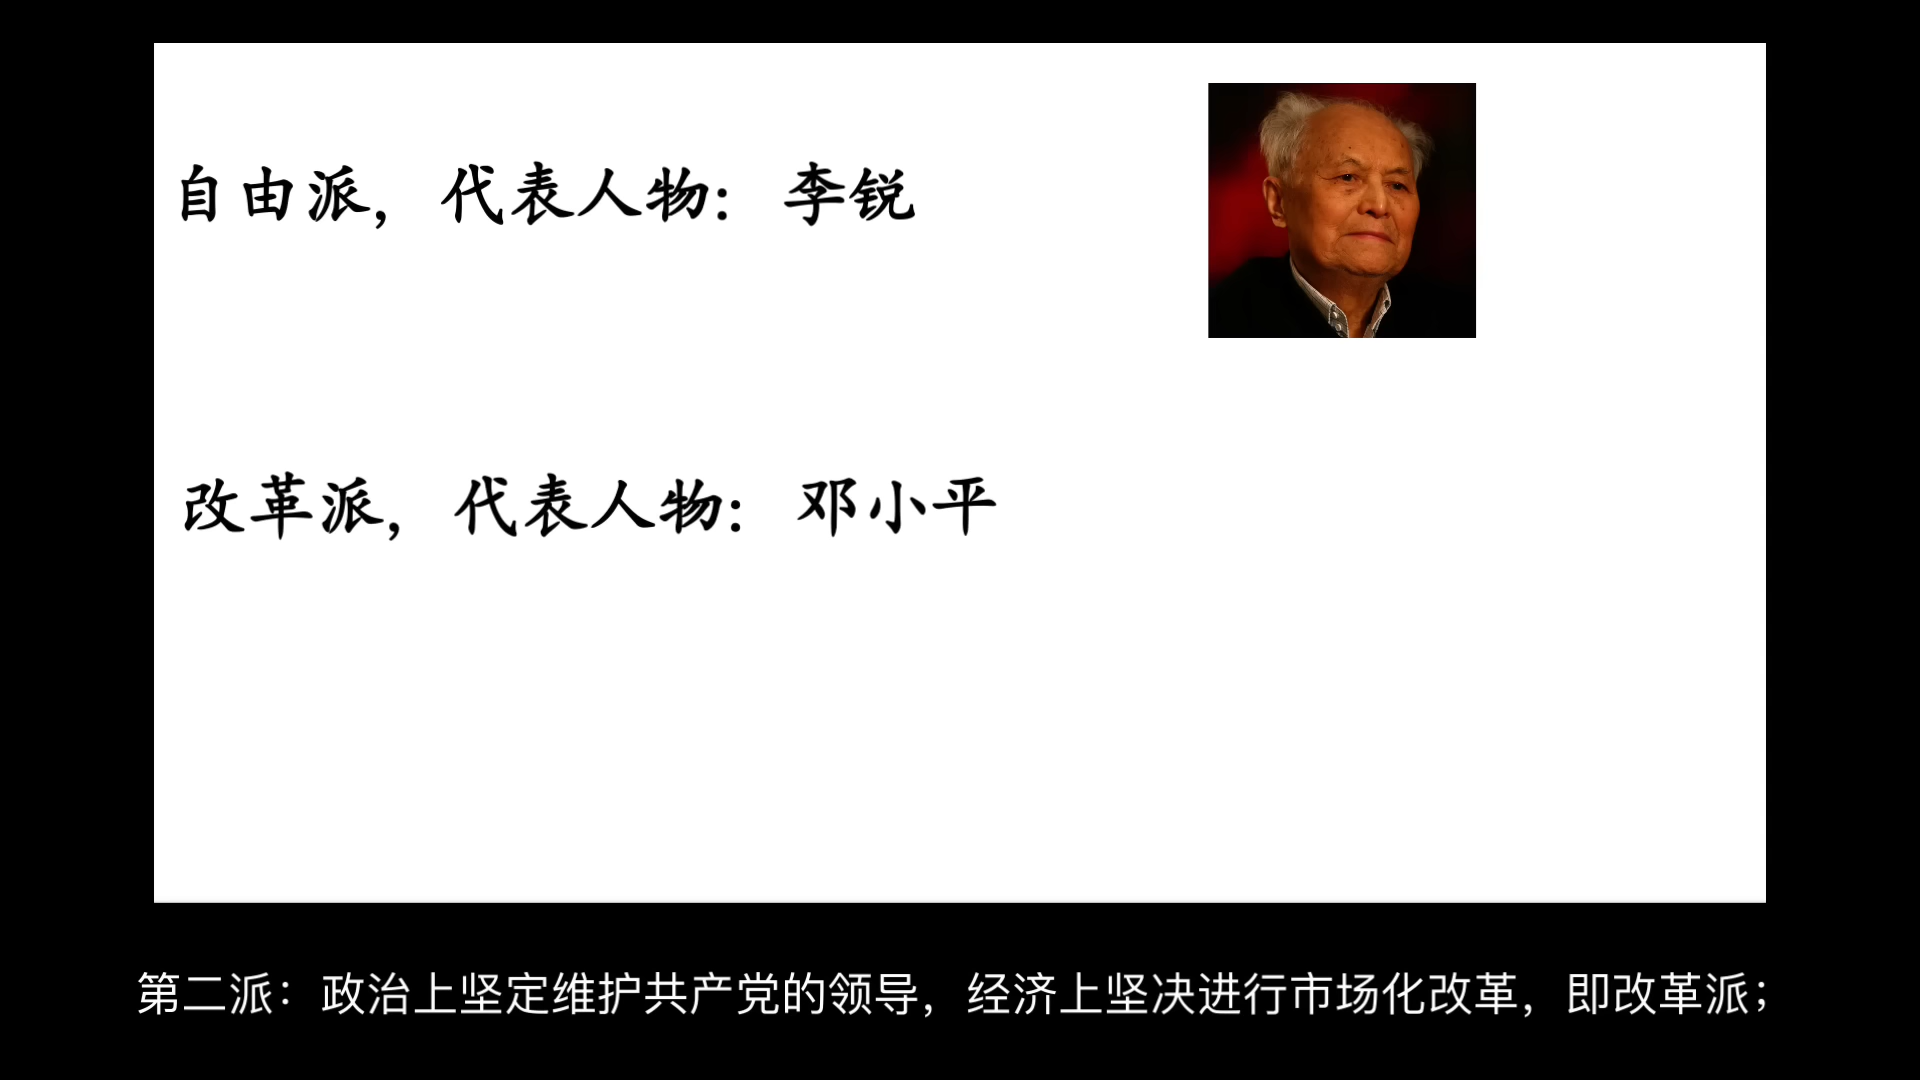 自由派，代表人物：李锐
改革派，代表人物：邓小平
第二派：政治上坚定维护共产党的领导，经济上坚决进行市场化改革，即改革派；